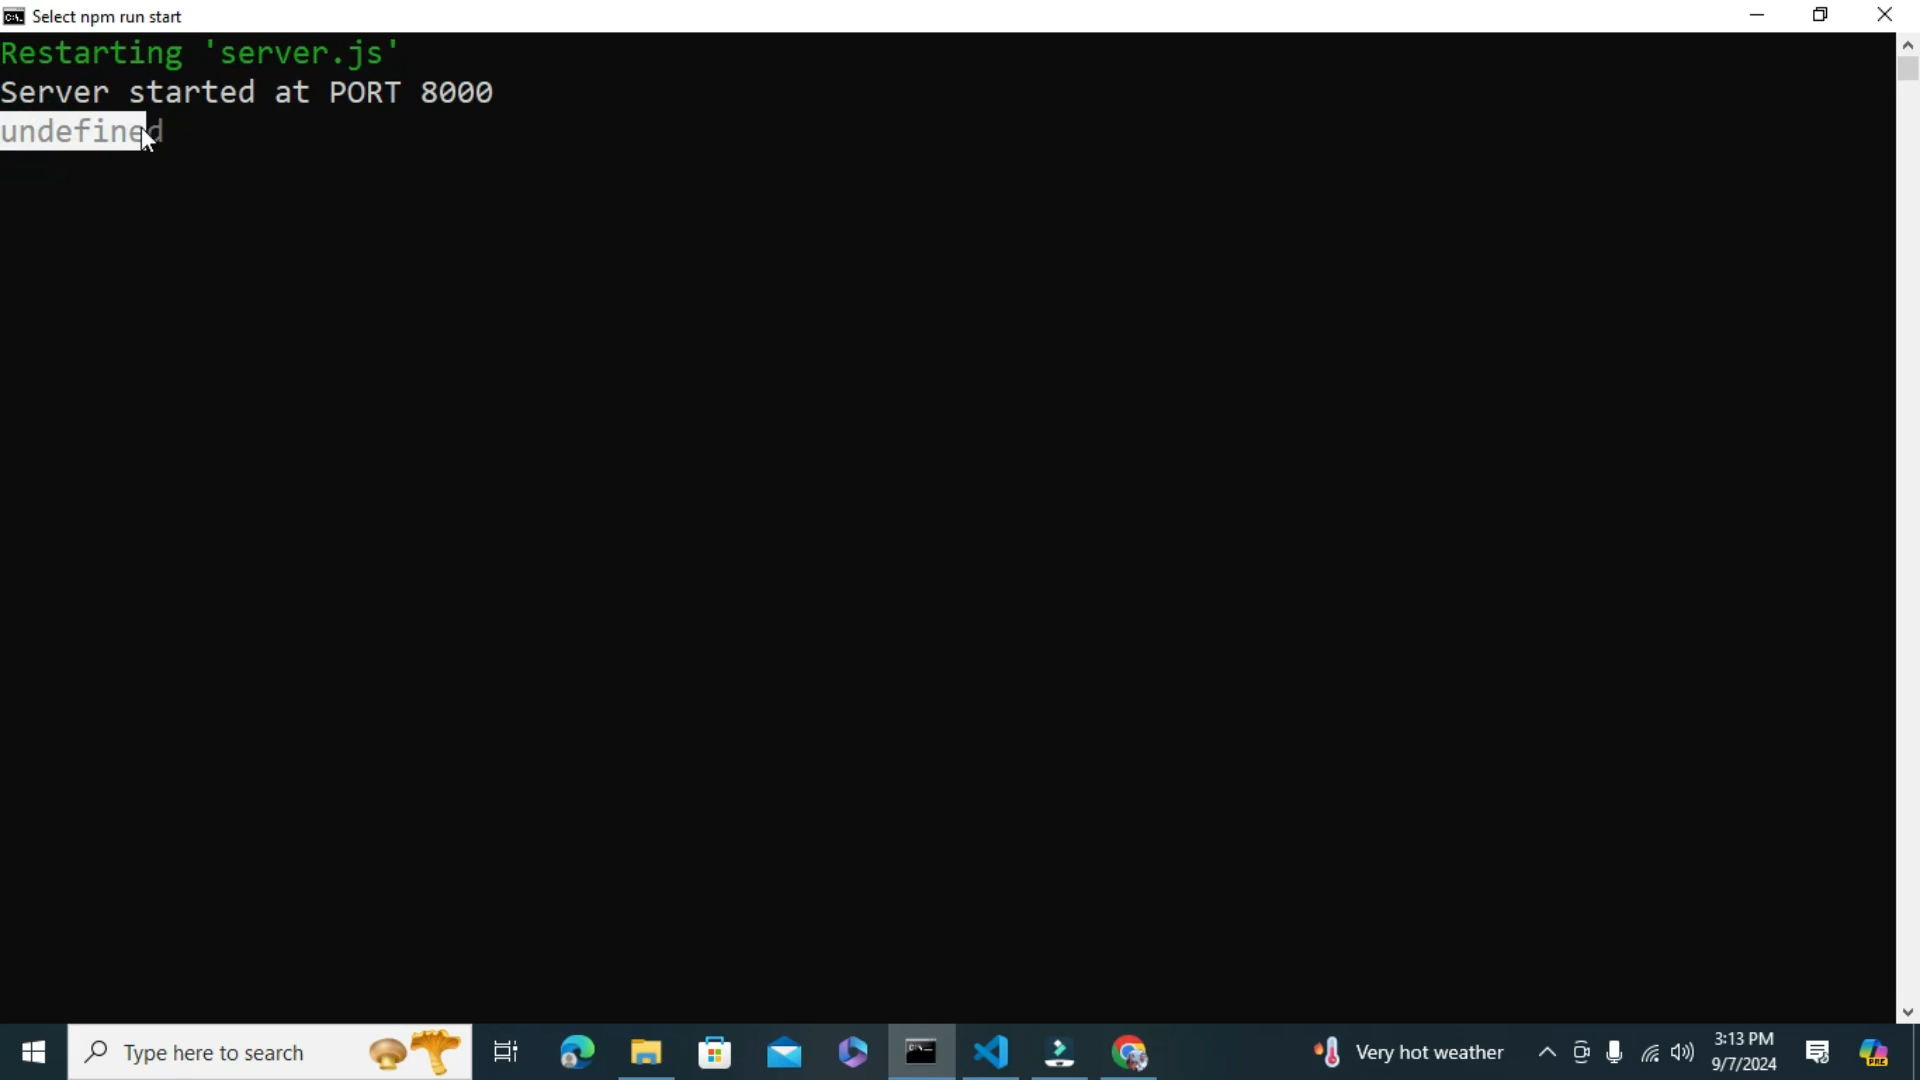 Select npm run start
Restarting 'server.js'
Server started at PORT 8000
undefined
Type here to search
Very hot weather
3:13 PM
9/7/2024